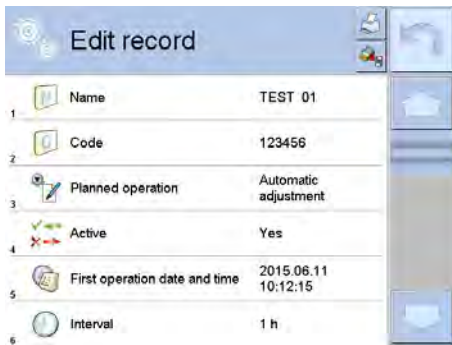 Edit record
1 Name TEST 01
2 Code 123456
3 Planned operation Automatic
adjustment
4 Active Yes
5 First operation date and time 2015.06.11
10:12:15
6 Interval 1 h